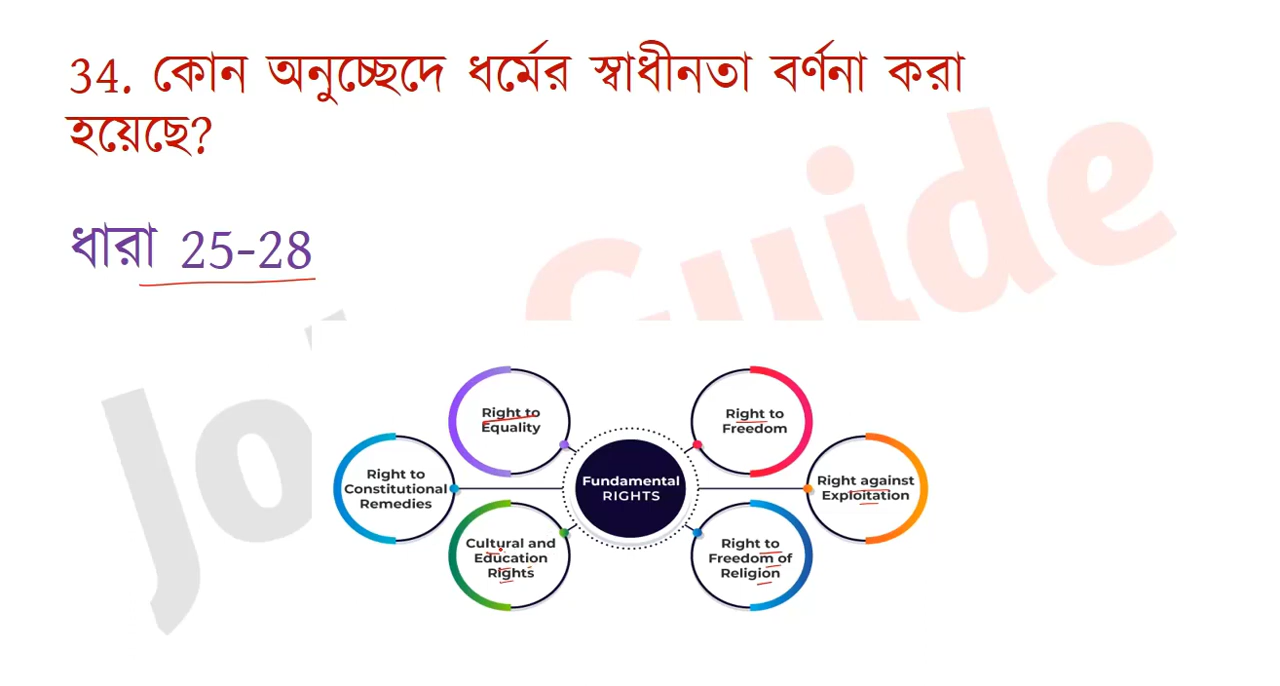 34. কোন অনুচ্ছেদে ধর্মের স্বাধীনতা বর্ণনা করা
হয়েছে?
ধারা 25-28
Right to
Equality
Right to
Freedom
Right to
Constitutional
Remedies
Fundamental
RIGHTS
Right against
Exploitation
Cultural and
Education
Rights
Right to
Freedom of
Religion
Guide